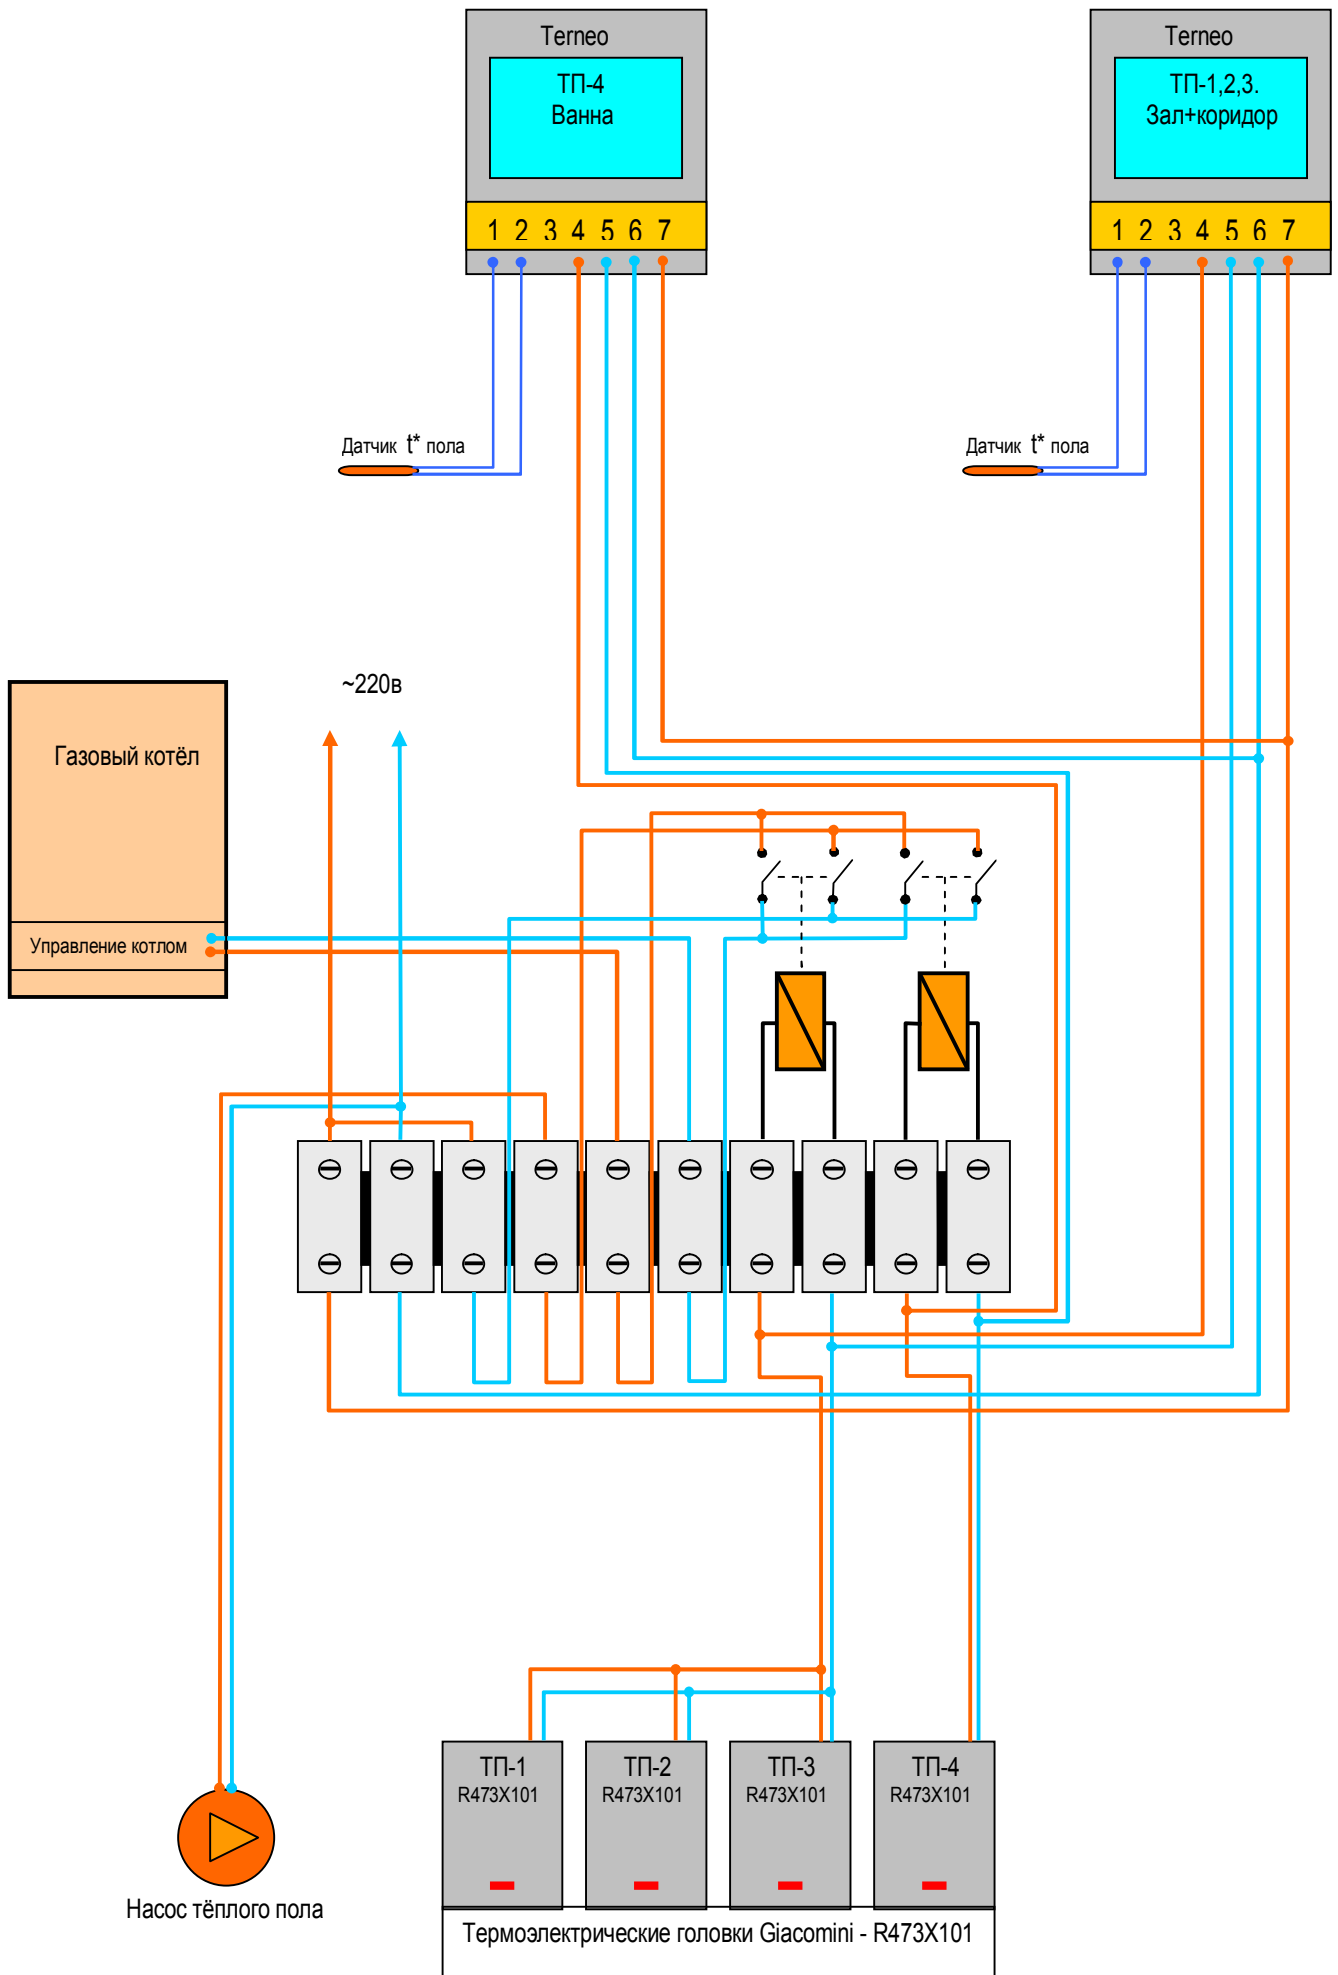 Terneo
ТП-4
Ванна
1 2 3 4 5 6 7
Terneo
ТП-1,2,3.
Зал+коридор
1 2 3 4 5 6 7
Датчик t* пола
Датчик t* пола
~220в
Газовый котёл
Управление котлом
ТП-1
R473X101
ТП-2
R473X101
ТП-3
R473X101
ТП-4
R473X101
Насос тёплого пола
Термоэлектрические головки Giacomini - R473X101